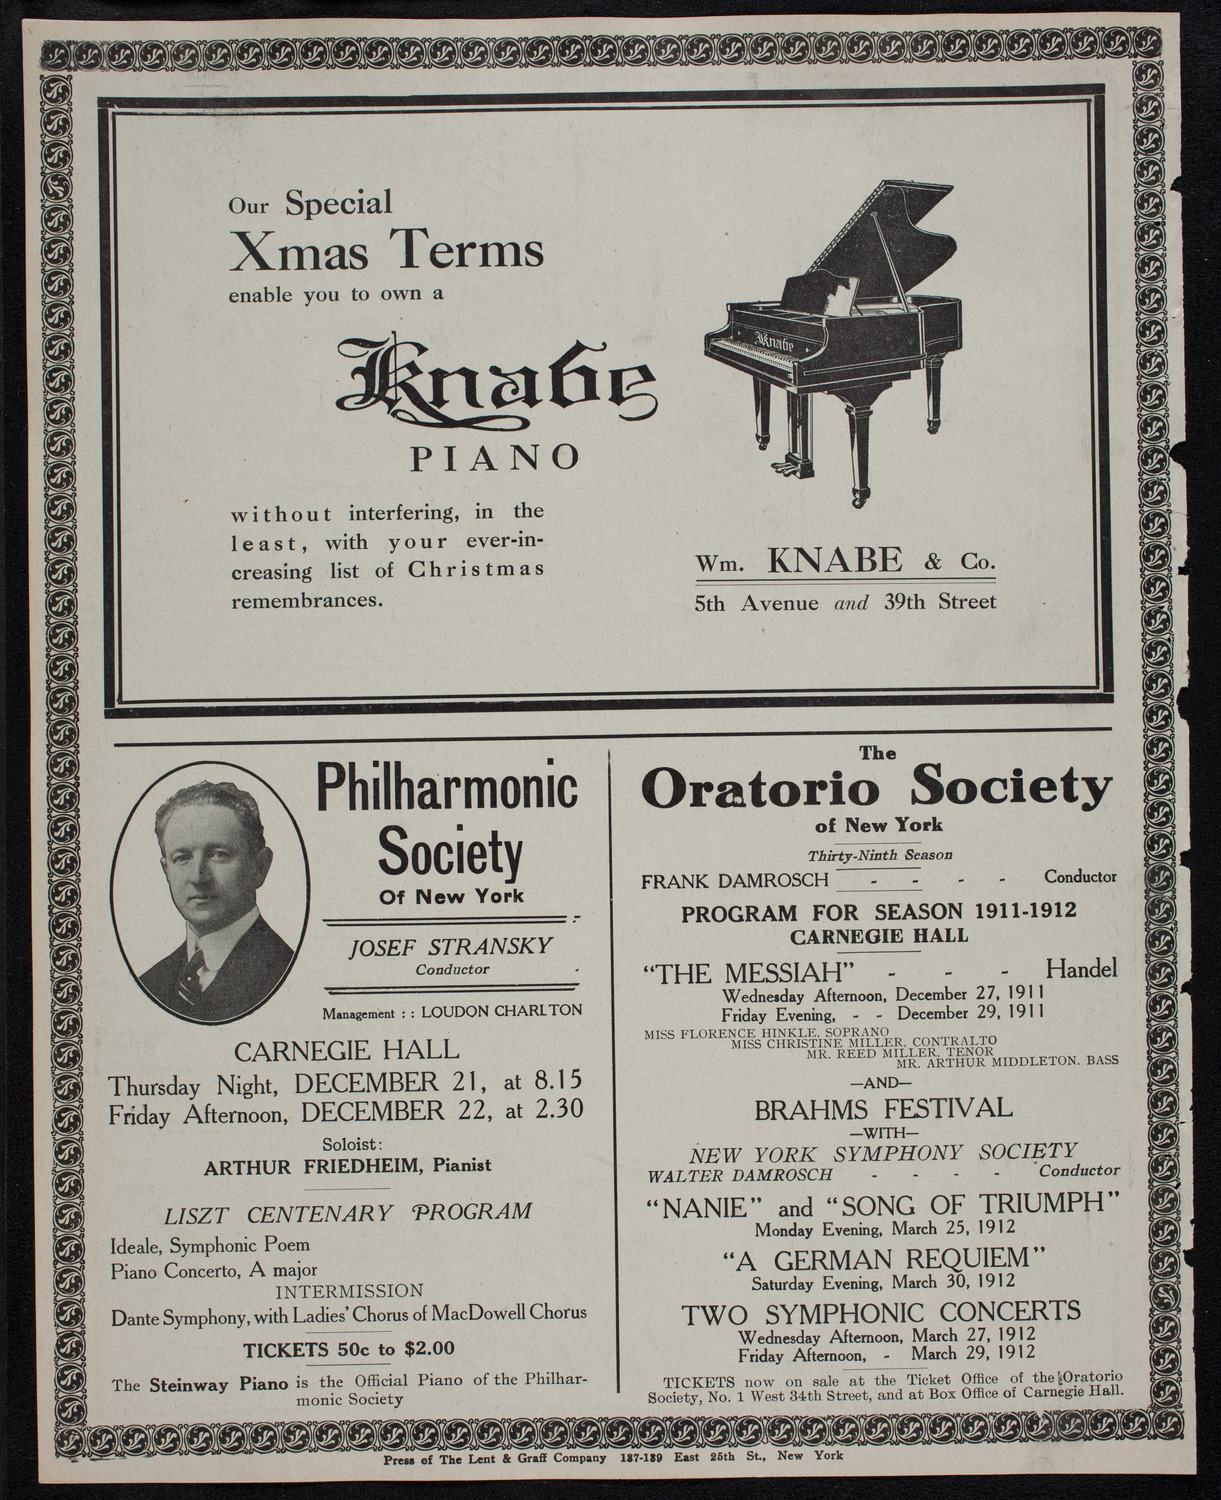 Our Special
Xmas Terms
enable you to own a
Knabe
PIANO
without interfering, in the
least, with your ever-in-
creasing list of Christmas
remembrances.
Knabe
Wm. KNABE & Co.
5th Avenue and 39th Street
Philharmonic
Society
Of New York
JOSEF STRANSKY
Conductor
Management : : LOUDON CHARLTON
CARNEGIE HALL
Thursday Night, DECEMBER 21, at 8.15
Friday Afternoon, DECEMBER 22, at 2.30
Soloist:
ARTHUR FRIEDHEIM, Pianist
LISZT CENTENARY PROGRAM
Ideale, Symphonic Poem
Piano Concerto, A major
INTERMISSION
Dante Symphony, with Ladies' Chorus of MacDowell Chorus
TICKETS 50c to $2.00
The Steinway Piano is the Official Piano of the Philhar-
monic Society
The
Oratorio Society
of New York
Thirty-Ninth Season
FRANK DAMROSCH - - - - Conductor
PROGRAM FOR SEASON 1911-1912
CARNEGIE HALL
"THE MESSIAH" - - - Handel
Wednesday Afternoon, December 27, 1911
Friday Evening, - - December 29, 1911
MISS FLORENCE HINKLE, SOPRANO
MISS CHRISTINE MILLER, CONTRALTO
MR. REED MILLER, TENOR
MR. ARTHUR MIDDLETON. BASS
—AND—
BRAHMS FESTIVAL
—WITH—
NEW YORK SYMPHONY SOCIETY
WALTER DAMROSCH - - - - Conductor
"NANIE" and "SONG OF TRIUMPH"
Monday Evening, March 25, 1912
"A GERMAN REQUIEM"
Saturday Evening, March 30, 1912
TWO SYMPHONIC CONCERTS
Wednesday Afternoon, March 27, 1912
Friday Afternoon, - March 29, 1912
TICKETS now on sale at the Ticket Office of the Oratorio
Society, No. 1 West 34th Street, and at Box Office of Carnegie Hall.
Press of The Lent & Graff Company 137-139 East 25th St., New York